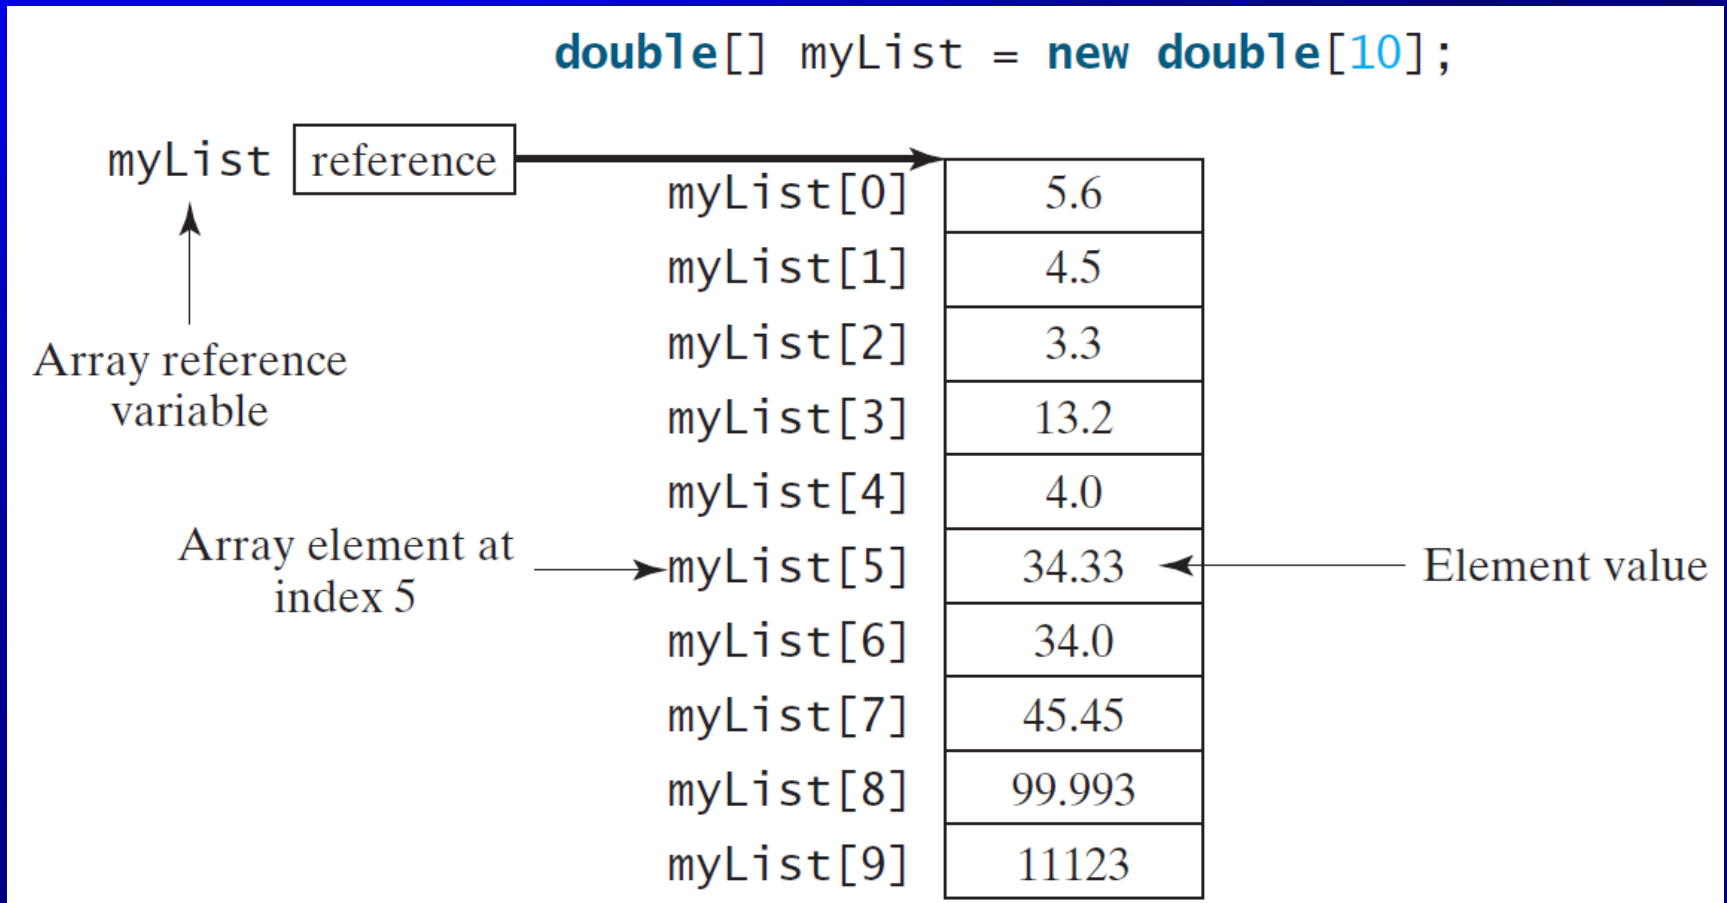 double[] myList = new double[10];
myList reference
Array reference
variable
myList[0] 5.6
myList[1] 4.5
myList[2] 3.3
myList[3] 13.2
myList[4] 4.0
Array element at
index 5
myList[5] 34.33 Element value
myList[6] 34.0
myList[7] 45.45
myList[8] 99.993
myList[9] 11123